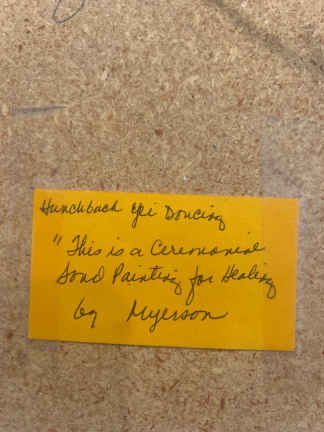 Hunchback Yei Dancing
"This is a Ceremonial
Sand Painting for Healing
by Myerson